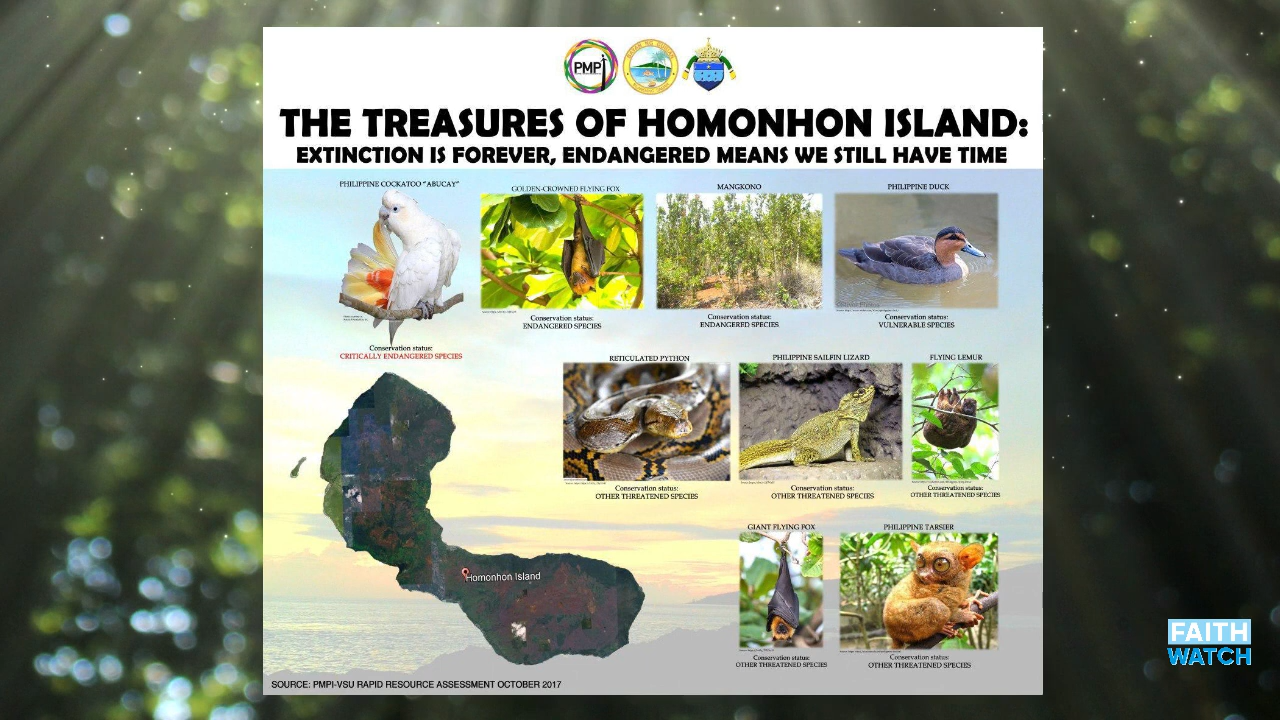 PMPI
THE TREASURES OF HOMONHON ISLAND:
EXTINCTION IS FOREVER, ENDANGERED MEANS WE STILL HAVE TIME
PHILIPPINE COCKATOO "ABUCAY"
Conservation status:
CRITICALLY ENDANGERED SPECIES
GOLDEN-CROWNED FLYING FOX
Conservation status:
ENDANGERED SPECIES
MANGKONO
Conservation status:
ENDANGERED SPECIES
PHILIPPINE DUCK
Conservation status:
VULNERABLE SPECIES
RETICULATED PYTHON
Conservation status:
OTHER THREATENED SPECIES
PHILIPPINE SAILFIN LIZARD
Conservation status:
OTHER THREATENED SPECIES
FLYING LEMUR
Conservation status:
OTHER THREATENED SPECIES
GIANT FLYING FOX
Conservation status:
OTHER THREATENED SPECIES
PHILIPPINE TARSIER
Conservation status:
OTHER THREATENED SPECIES
Homonhon Island
SOURCE: PMPI-VSU RAPID RESOURCE ASSESSMENT OCTOBER 2017
FAITH
WATCH